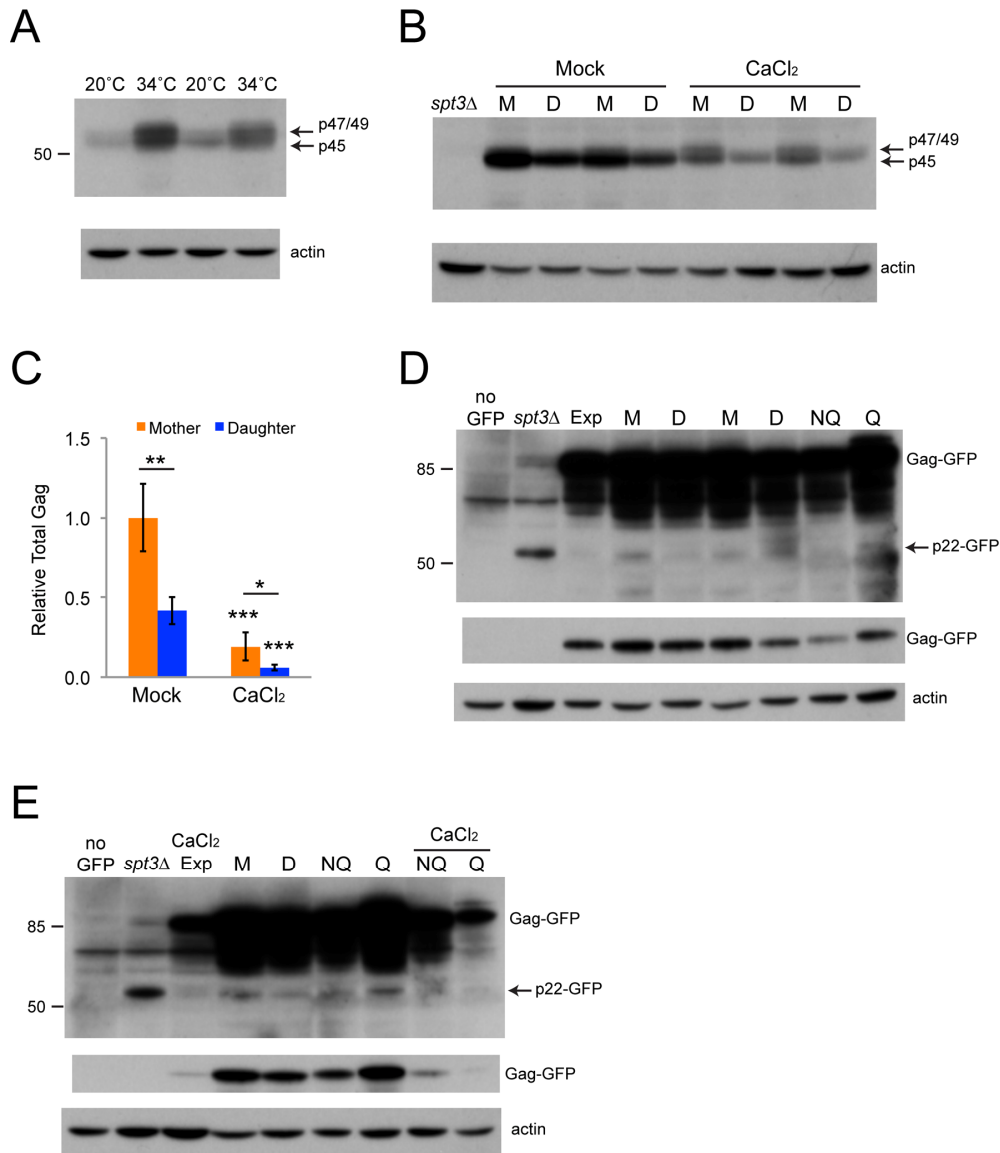 A
20°C 34°C 20°C 34°C
50
p47/49
p45
actin
B
Mock CaCl₂
spt3Δ M D M D M D M D
p47/49
p45
actin
C
Mother Daughter
Relative Total Gag
1.5
1.0
0.5
0.0
**
*
*** ***
Mock CaCl₂
D
no
GFP spt3Δ Exp M D M D NQ Q
85
50
Gag-GFP
p22-GFP
Gag-GFP
actin
E
CaCl₂ CaCl₂
no
GFP spt3Δ Exp M D NQ Q NQ Q
85
50
Gag-GFP
p22-GFP
Gag-GFP
actin